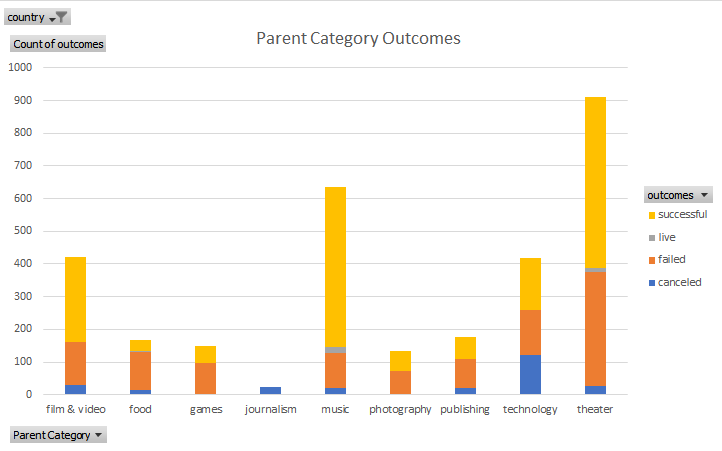 country
Count of outcomes
Parent Category Outcomes
1000
900
800
700
600
500
400
300
200
100
0
film & video food games journalism music photography publishing technology theater
outcomes
successful
live
failed
canceled
Parent Category